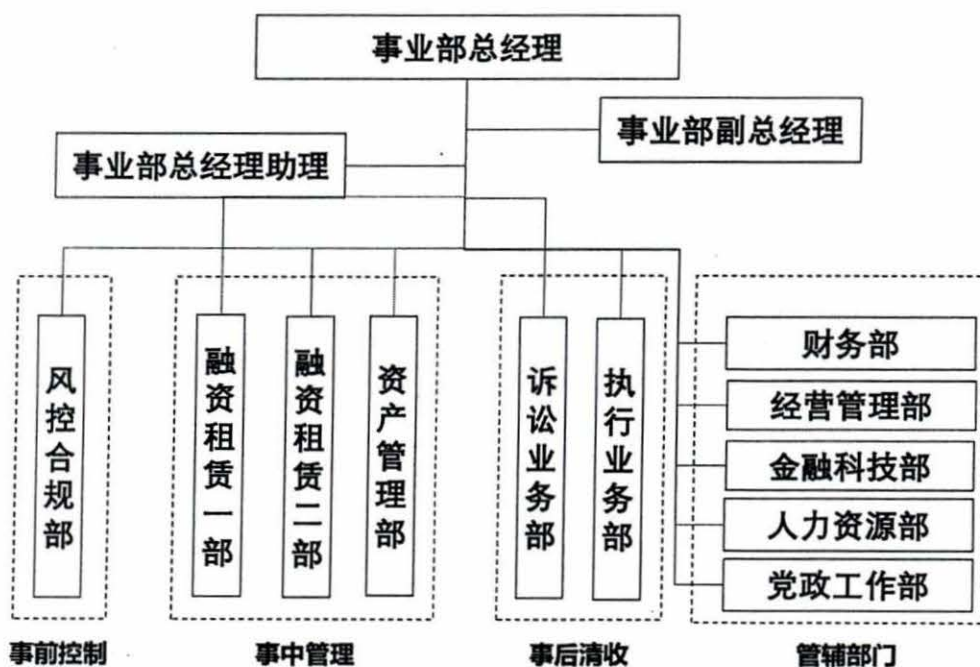 事业部总经理
事业部副总经理
事业部总经理助理
风控合规部
融资租赁一部
融资租赁二部
资产管理部
诉讼业务部
执行业务部
财务部
经营管理部
金融科技部
人力资源部
党政工作部
事前控制
事中管理
事后清收
管辅部门